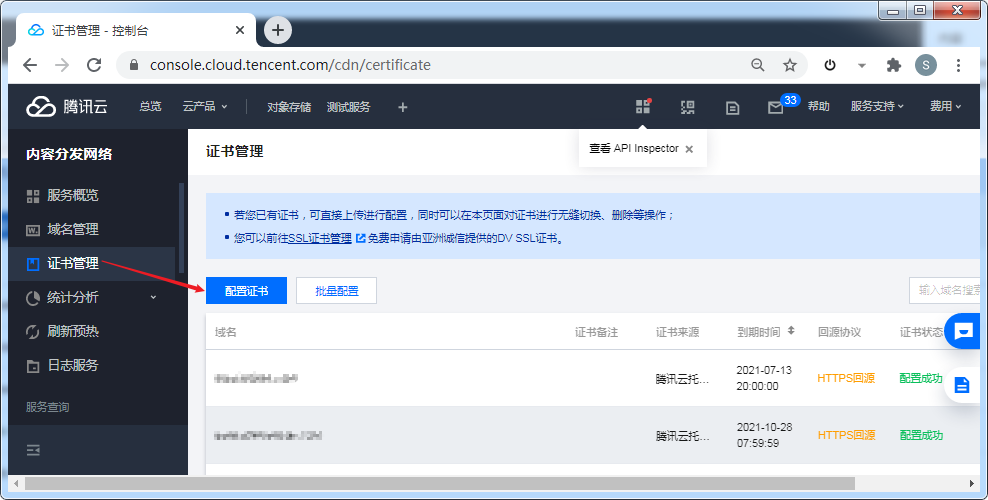 证书管理 - 控制台
console.cloud.tencent.com/cdn/certificate
S
腾讯云
总览
云产品
对象存储
测试服务
33
帮助
服务支持
费用
内容分发网络
服务概览
域名管理
证书管理
统计分析
刷新预热
日志服务
服务查询
证书管理
查看 API Inspector
若您已有证书，可直接上传进行配置，同时可以在本页面对证书进行无缝切换、删除等操作；
您可以前往SSL证书管理 免费申请由亚洲诚信提供的DV SSL证书。
配置证书
批量配置
输入域名搜索
域名 证书备注 证书来源 到期时间 回源协议 证书状态
腾讯云托... 2021-07-13 20:00:00 HTTPS回源 配置成功
腾讯云托... 2021-10-28 07:59:59 HTTPS回源 配置成功